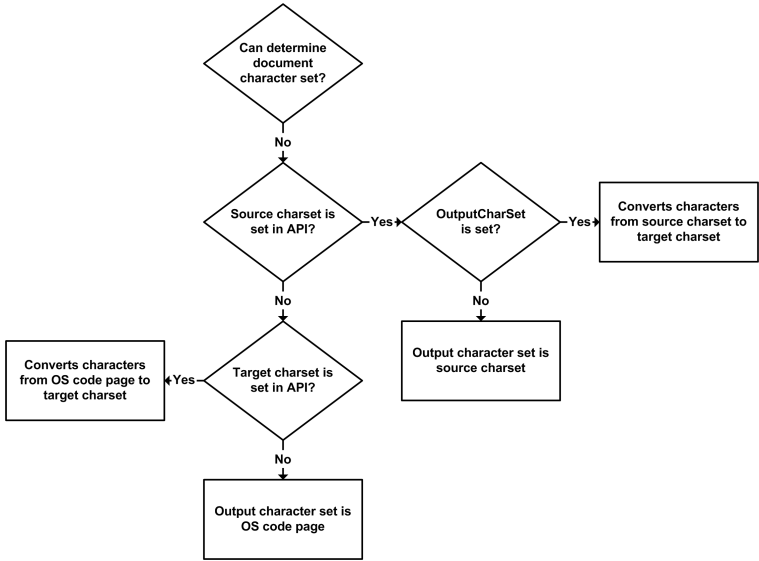 Can determine
document
character set?
No
Source charset is
set in API?
Yes
OutputCharSet
is set?
Yes
Converts characters
from source charset to
target charset
No
No
Output character set is
source charset
Target charset is
set in API?
Yes
Converts characters
from OS code page to
target charset
No
Output character set is
OS code page